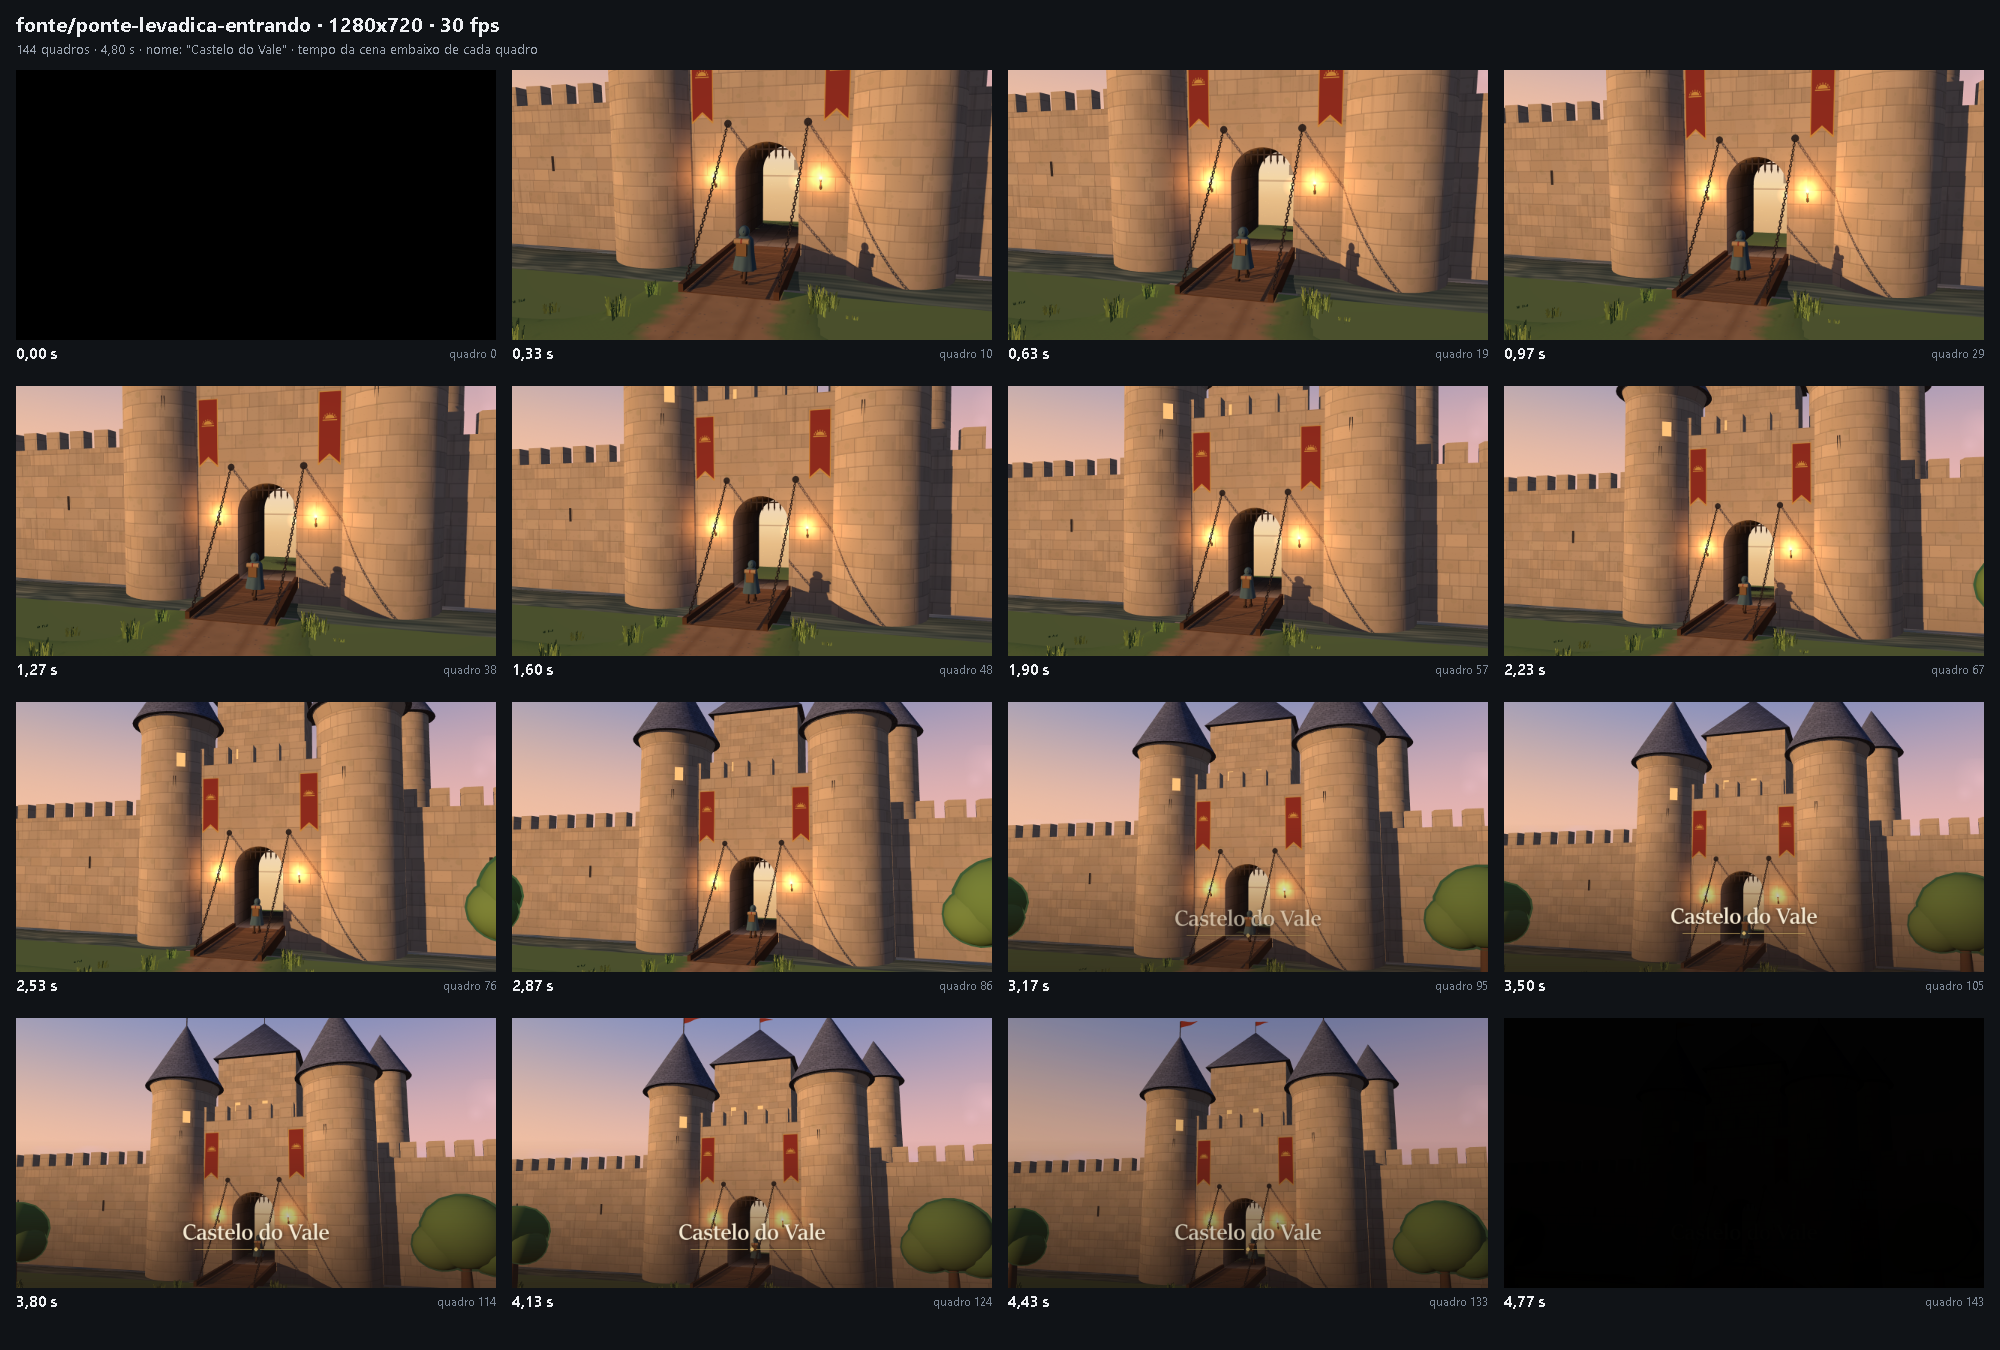 fonte/ponte-levadica-entrando · 1280x720 · 30 fps
144 quadros · 4,80 s · nome: "Castelo do Vale" · tempo da cena embaixo de cada quadro
0,00 s quadro 0
0,33 s quadro 10
0,63 s quadro 19
0,97 s quadro 29
1,27 s quadro 38
1,60 s quadro 48
1,90 s quadro 57
2,23 s quadro 67
2,53 s quadro 76
2,87 s quadro 86
Castelo do Vale
3,17 s quadro 95
Castelo do Vale
3,50 s quadro 105
Castelo do Vale
3,80 s quadro 114
Castelo do Vale
4,13 s quadro 124
Castelo do Vale
4,43 s quadro 133
4,77 s quadro 143